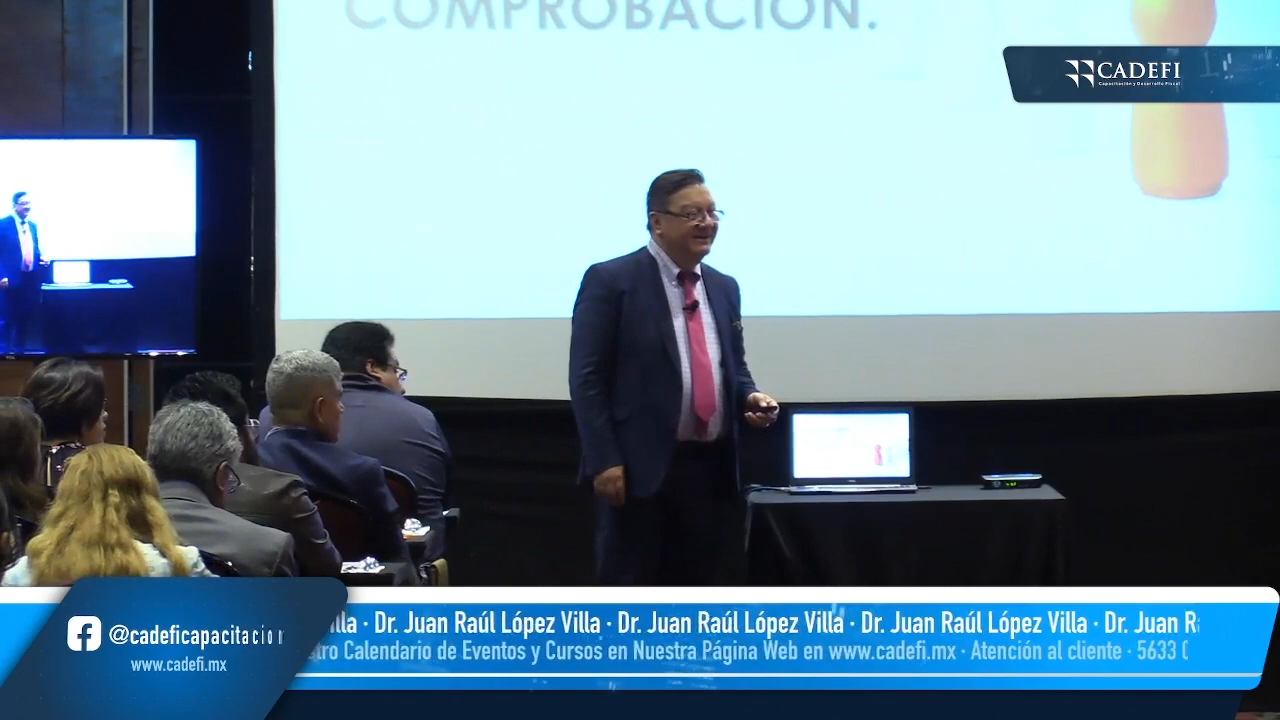 COMPROBACIÓN.
CADEFI
Capacitación y Desarrollo Fiscal
@cadeficapacitacion
www.cadefi.mx
lla · Dr. Juan Raúl López Villa · Dr. Juan Raúl López Villa · Dr. Juan Raúl López Villa · Dr. Juan R
tro Calendario de Eventos y Cursos en Nuestra Página Web en www.cadefi.mx · Atención al cliente · 5633